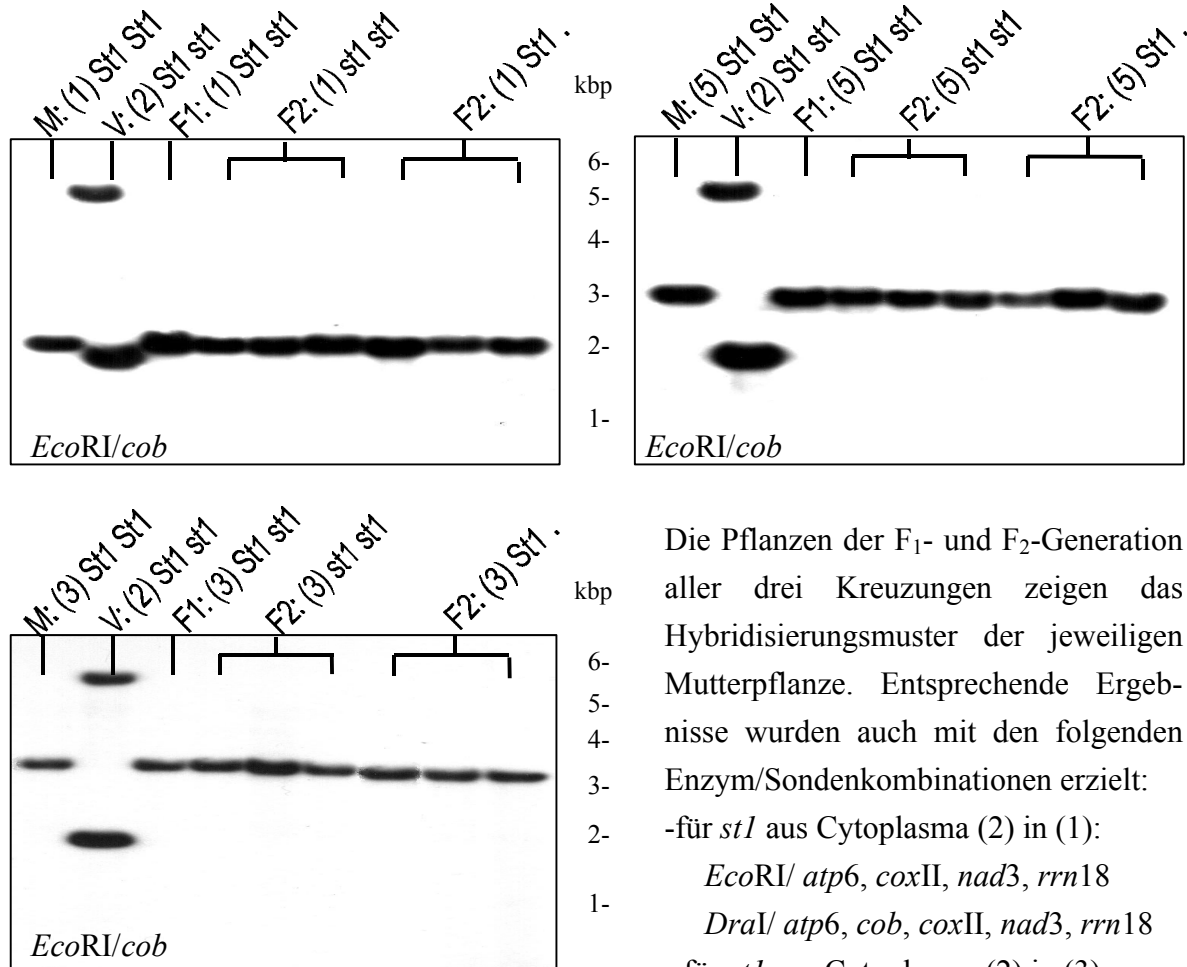 M: (1) St1 St1
V: (2) St1 st1
F1: (1) St1 st1
F2: (1) st1 st1
F2: (1) St1 .
kbp
6-
5-
4-
3-
2-
1-
EcoRI/cob
M: (5) St1 St1
V: (2) St1 st1
F1: (5) St1 st1
F2: (5) st1 st1
F2: (5) St1 .
EcoRI/cob
M: (3) St1 St1
V: (2) St1 st1
F1: (3) St1 st1
F2: (3) st1 st1
F2: (3) St1 .
kbp
6-
5-
4-
3-
2-
1-
EcoRI/cob
Die Pflanzen der F1- und F2-Generation
aller drei Kreuzungen zeigen das
Hybridisierungsmuster der jeweiligen
Mutterpflanze. Entsprechende Ergeb-
nisse wurden auch mit den folgenden
Enzym/Sondenkombinationen erzielt:
-für st1 aus Cytoplasma (2) in (1):
EcoRI/ atp6, coxII, nad3, rrn18
DraI/ atp6, cob, coxII, nad3, rrn18